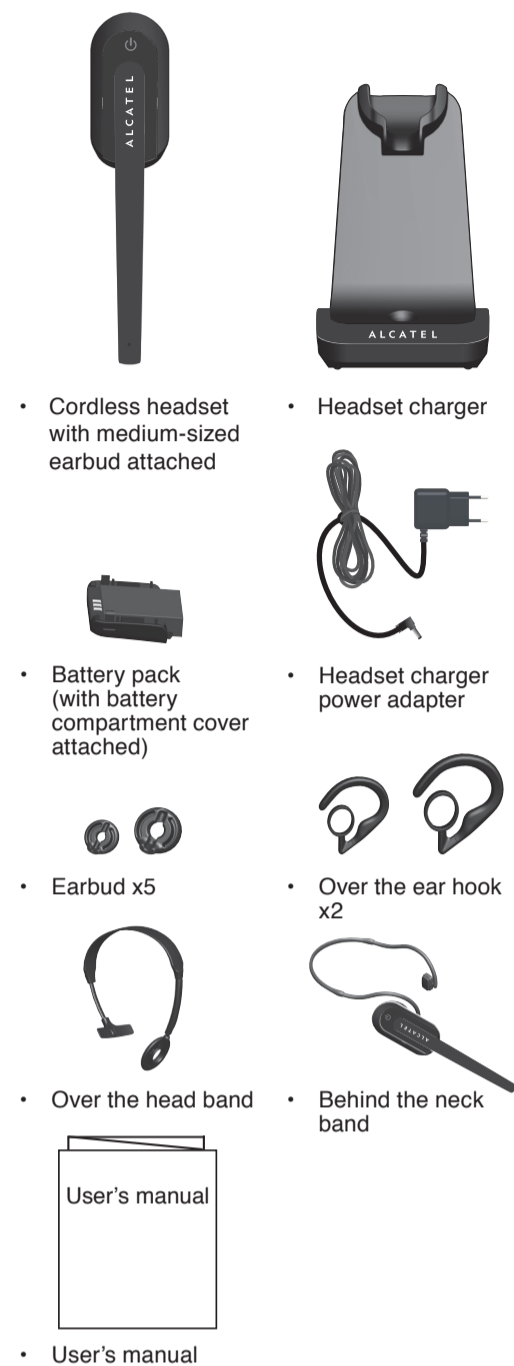 ALCATEL
ALCATEL
• Cordless headset
with medium-sized
earbud attached
• Headset charger
• Battery pack
(with battery
compartment cover
attached)
• Headset charger
power adapter
• Earbud x5
• Over the ear hook
x2
• Over the head band
ALCATEL
• Behind the neck
band
User’s manual
• User’s manual